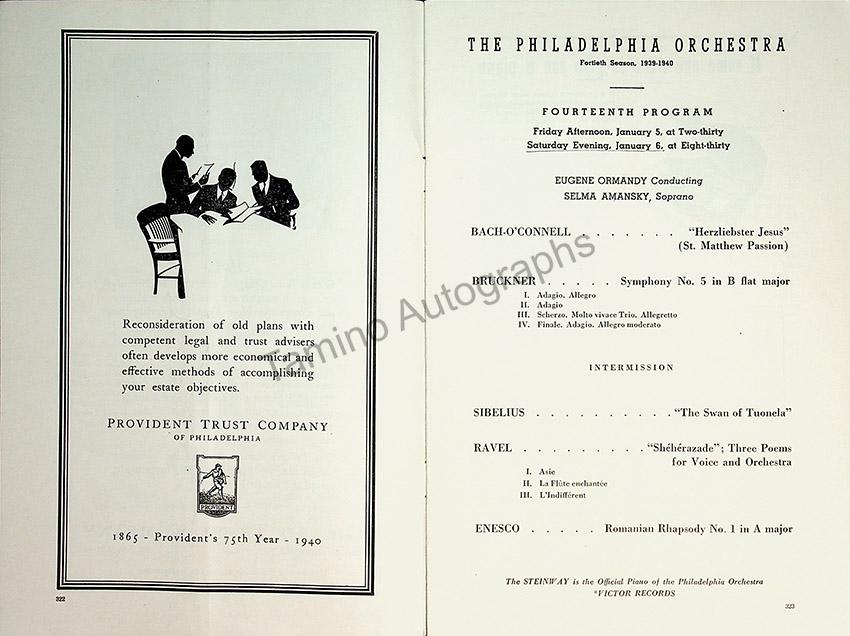 Reconsideration of old plans with
competent legal and trust advisers
often develops more economical and
effective methods of accomplishing
your estate objectives.
PROVIDENT TRUST COMPANY
OF PHILADELPHIA
PROVIDENT
1865 - Provident's 75th Year - 1940
322
THE PHILADELPHIA ORCHESTRA
Fortieth Season, 1939-1940
FOURTEENTH PROGRAM
Friday Afternoon, January 5, at Two-thirty
Saturday Evening, January 6, at Eight-thirty
EUGENE ORMANDY Conducting
SELMA AMANSKY, Soprano
BACH-O'CONNELL . . . . . . . "Herzliebster Jesus"
(St. Matthew Passion)
BRUCKNER . . . . . Symphony No. 5 in B flat major
I. Adagio. Allegro
II. Adagio
III. Scherzo. Molto vivace Trio. Allegretto
IV. Finale. Adagio. Allegro moderato
INTERMISSION
SIBELIUS . . . . . . . . . . "The Swan of Tuonela"
RAVEL . . . . . . . . . "Shéhérazade"; Three Poems
for Voice and Orchestra
I. Asie
II. La Flûte enchantée
III. L'Indifférent
ENESCO . . . . . Romanian Rhapsody No. 1 in A major
The STEINWAY is the Official Piano of the Philadelphia Orchestra
*VICTOR RECORDS
323
Tamino Autographs